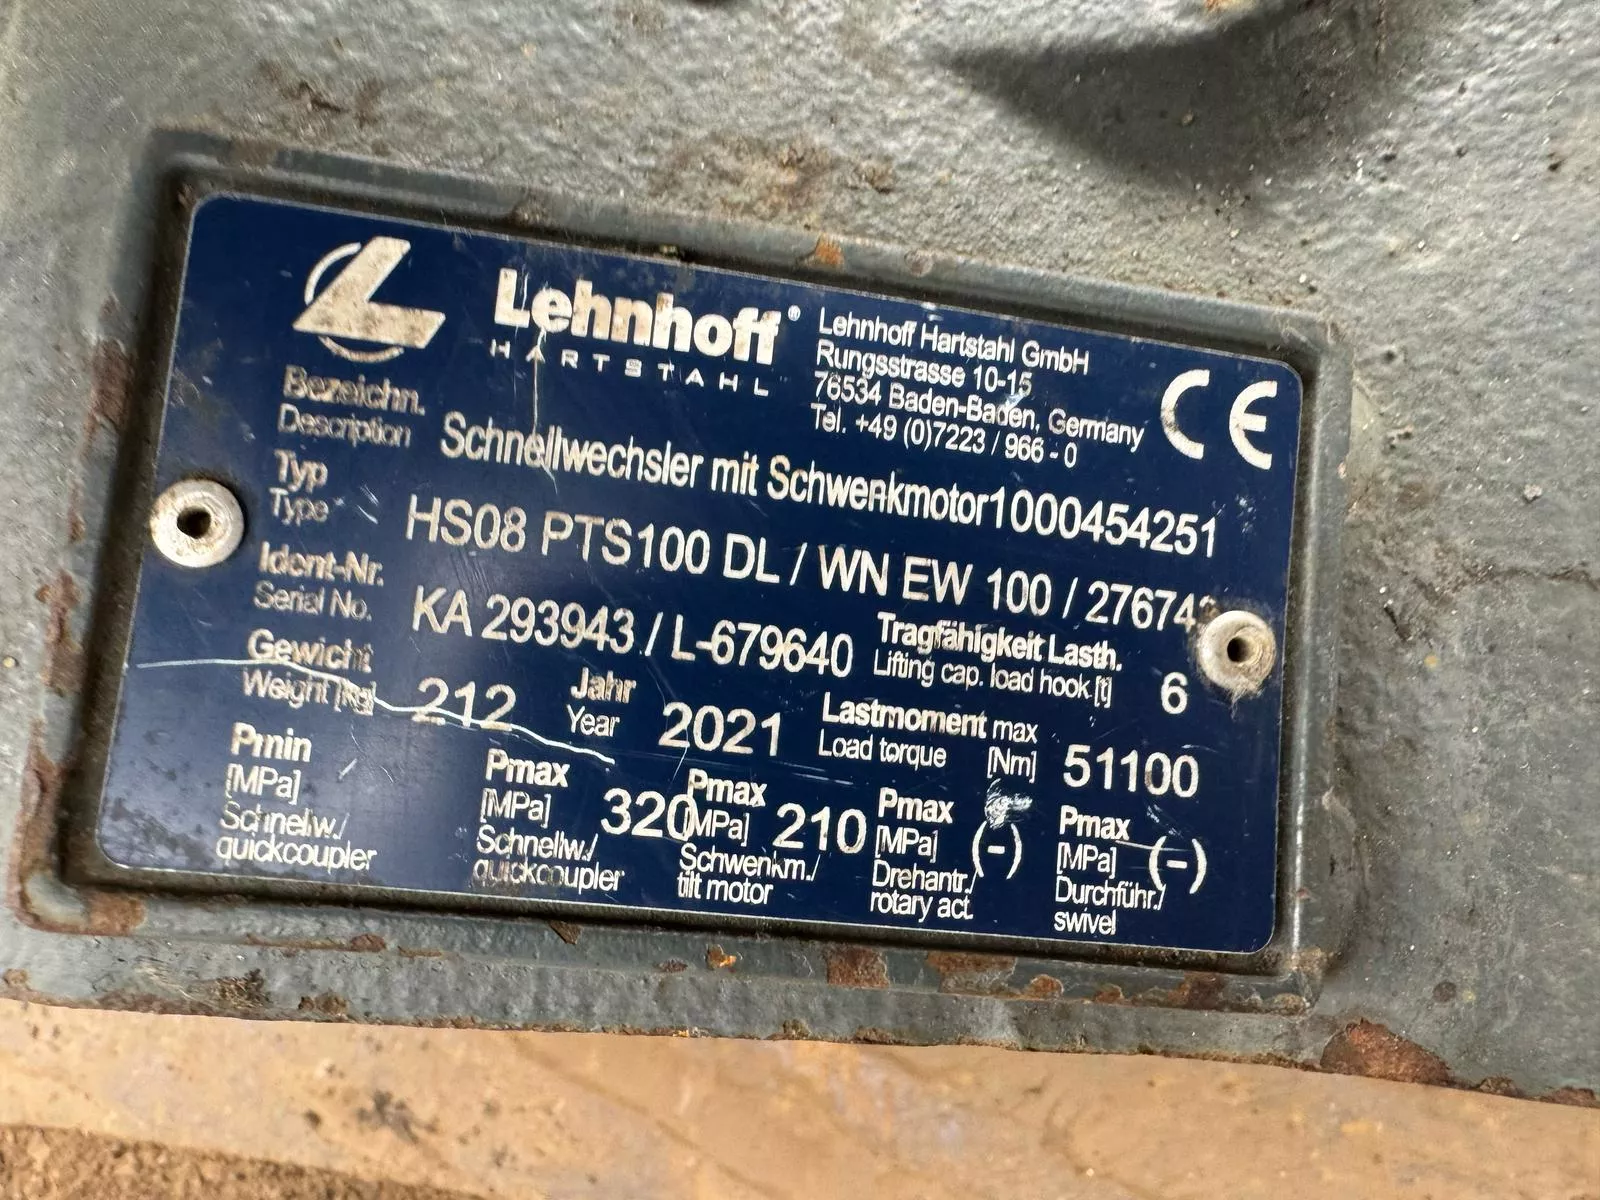 Lehnhoff®
HARTSTAHL
Lehnhoff Hartstahl GmbH
Rungsstrasse 10-15
76534 Baden-Baden, Germany
Tel. +49 (0)7223 / 966 - 0
CE
Bezeichn.
Description
Schnellwechsler mit Schwenkmotor1000454251
Typ
Type
HS08 PTS100 DL / WN EW 100 / 27674
Ident-Nr.
Serial No.
KA 293943 / L-679640
Tragfähigkeit Lasth.
Lifting cap. load hook [t]
6
Gewicht
Weight [kg]
212
Jahr
Year
2021
Lastmoment max
Load torque [Nm]
51100
Pmin
[MPa]
Schnellw./
quickcoupler
Pmax
[MPa]
320
Schnellw./
quickcoupler
Pmax
[MPa]
210
Schwenkm./
tilt motor
Pmax
[MPa]
(-)
Drehantr./
rotary act.
Pmax
[MPa]
(-)
Durchführ./
swivel